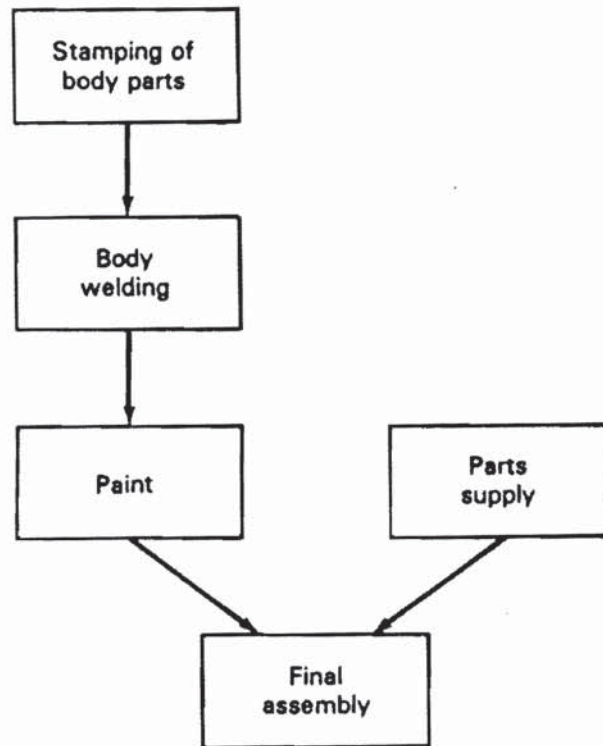 Stamping of
body parts
Body
welding
Paint
Parts
supply
Final
assembly